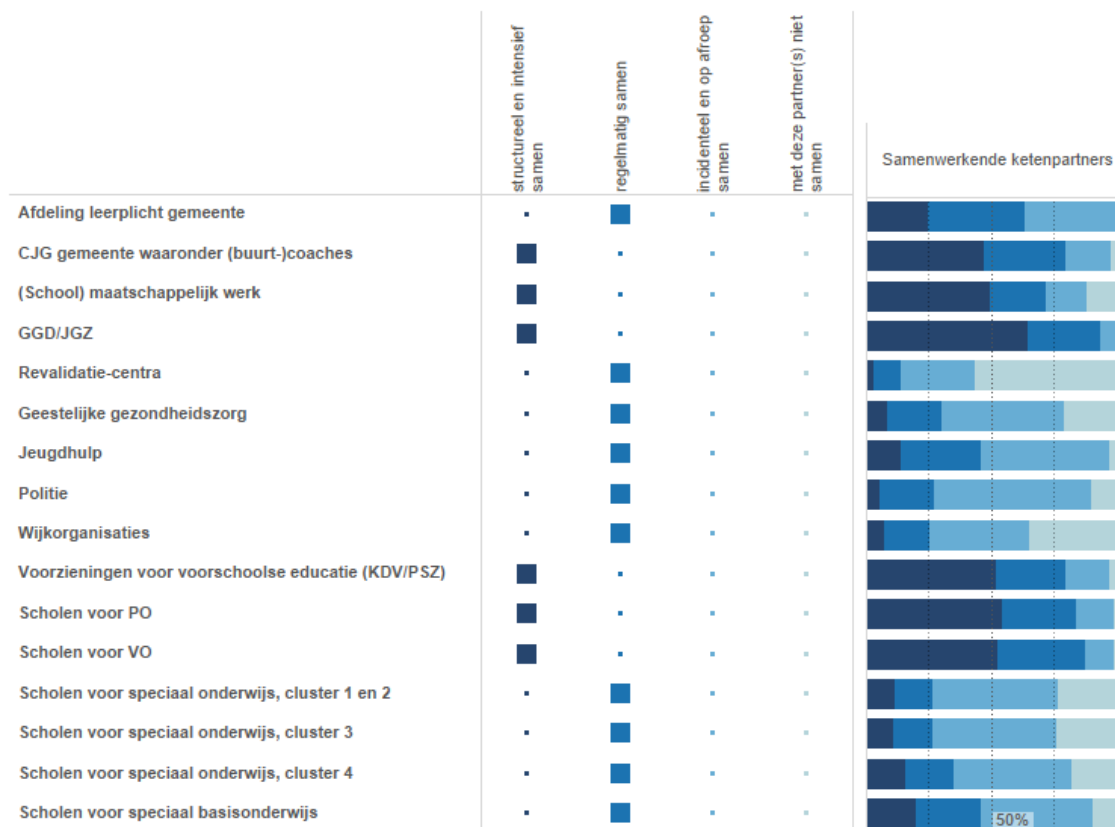 structureel en intensief
samen
regelmatig samen
incidenteel en op afroep
samen
met deze partner(s) niet
samen
Samenwerkende ketenpartners
Afdeling leerplicht gemeente
CJG gemeente waaronder (buurt-)coaches
(School) maatschappelijk werk
GGD/JGZ
Revalidatie-centra
Geestelijke gezondheidszorg
Jeugdhulp
Politie
Wijkorganisaties
Voorzieningen voor voorschoolse educatie (KDV/PSZ)
Scholen voor PO
Scholen voor VO
Scholen voor speciaal onderwijs, cluster 1 en 2
Scholen voor speciaal onderwijs, cluster 3
Scholen voor speciaal onderwijs, cluster 4
Scholen voor speciaal basisonderwijs
50%